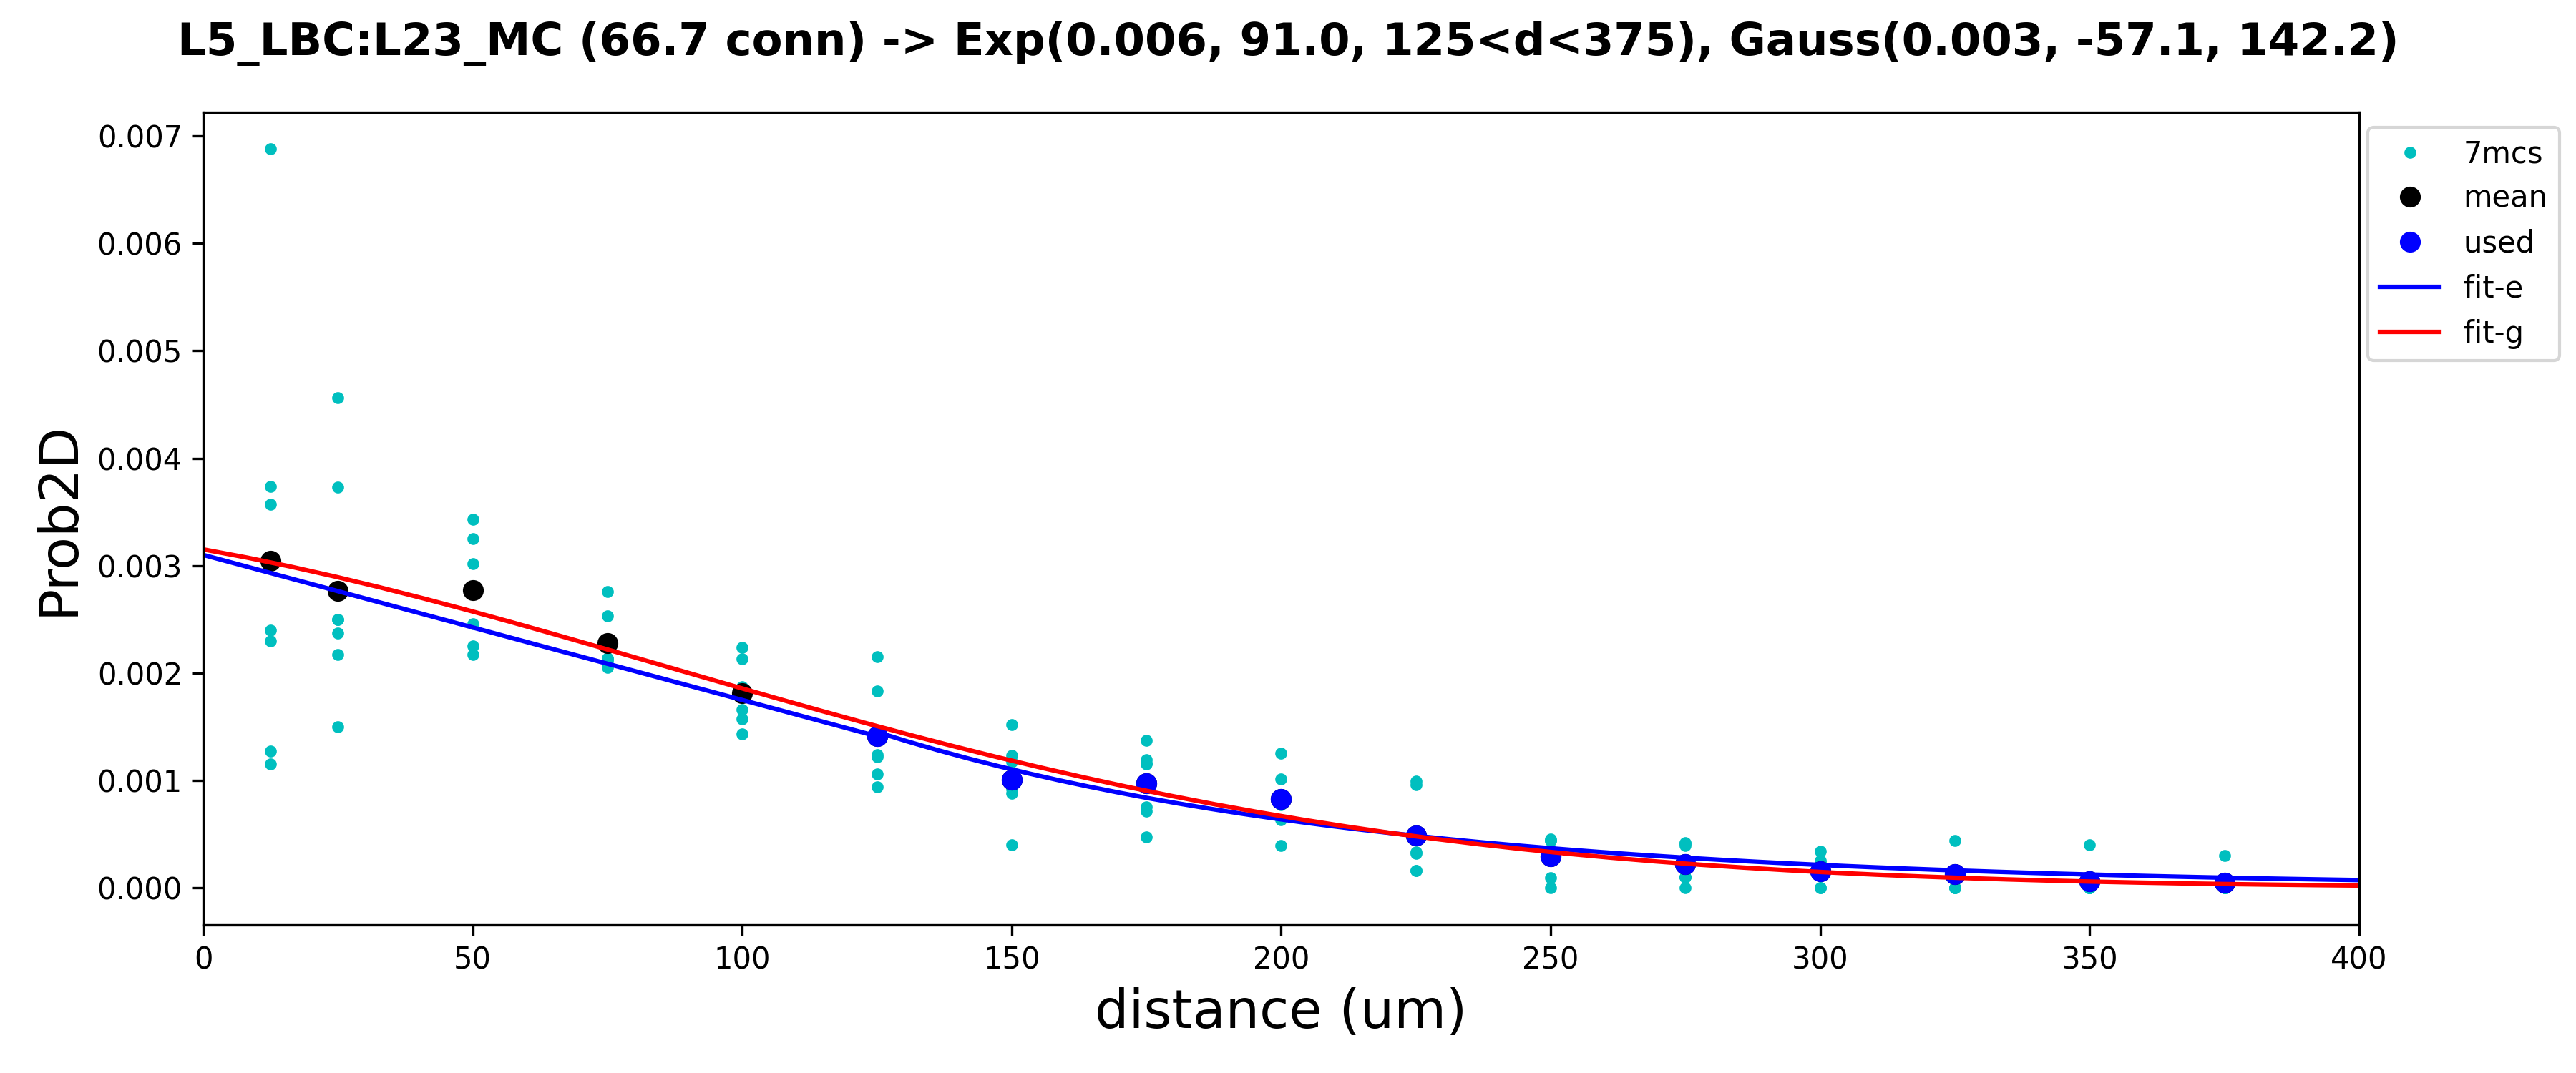 L5_LBC:L23_MC (66.7 conn) -> Exp(0.006, 91.0, 125<d<375), Gauss(0.003, -57.1, 142.2)
0.007
0.006
0.005
0.004
0.003
0.002
0.001
0.000
Prob2D
0 50 100 150 200 250 300 350 400
distance (um)
7mcs
mean
used
fit-e
fit-g